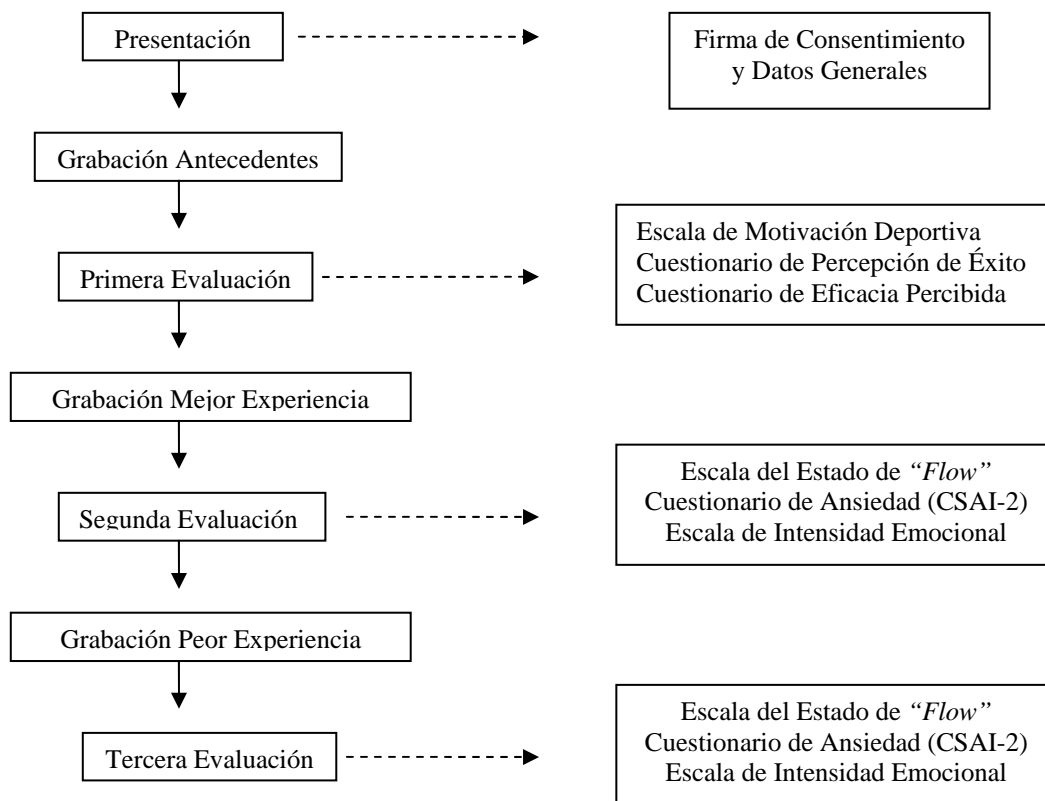 Presentación
Firma de Consentimiento
y Datos Generales
Grabación Antecedentes
Primera Evaluación
Escala de Motivación Deportiva
Cuestionario de Percepción de Éxito
Cuestionario de Eficacia Percibida
Grabación Mejor Experiencia
Segunda Evaluación
Escala del Estado de “Flow”
Cuestionario de Ansiedad (CSAI-2)
Escala de Intensidad Emocional
Grabación Peor Experiencia
Tercera Evaluación
Escala del Estado de “Flow”
Cuestionario de Ansiedad (CSAI-2)
Escala de Intensidad Emocional